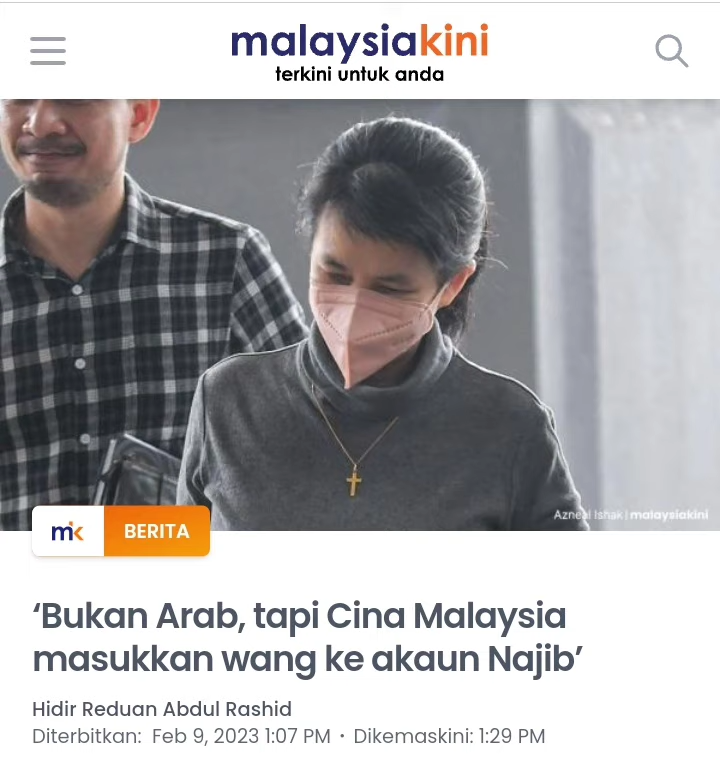 malaysiakini
terkini untuk anda
Azneal Ishak | malaysiakini
mk BERITA
‘Bukan Arab, tapi Cina Malaysia
masukkan wang ke akaun Najib’
Hidir Reduan Abdul Rashid
Diterbitkan: Feb 9, 2023 1:07 PM · Dikemaskini: 1:29 PM